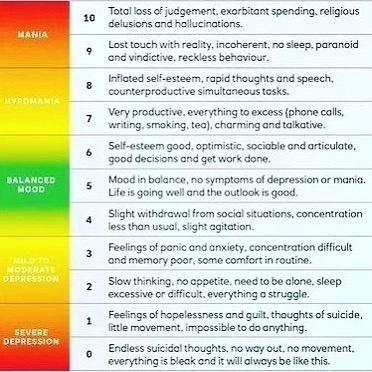 MANIA
10 Total loss of judgement, exorbitant spending, religious
delusions and hallucinations.
9 Lost touch with reality, incoherent, no sleep, paranoid
and vindictive, reckless behaviour.
HYPOMANIA
8 Inflated self-esteem, rapid thoughts and speech,
counterproductive simultaneous tasks.
7 Very productive, everything to excess (phone calls,
writing, smoking, tea), charming and talkative.
BALANCED
MOOD
6 Self-esteem good, optimistic, sociable and articulate,
good decisions and get work done.
5 Mood in balance, no symptoms of depression or mania.
Life is going well and the outlook is good.
4 Slight withdrawal from social situations, concentration
less than usual, slight agitation.
MILD TO
MODERATE
DEPRESSION
3 Feelings of panic and anxiety, concentration difficult
and memory poor, some comfort in routine.
2 Slow thinking, no appetite, need to be alone, sleep
excessive or difficult, everything a struggle.
SEVERE
DEPRESSION
1 Feelings of hopelessness and guilt, thoughts of suicide,
little movement, impossible to do anything.
0 Endless suicidal thoughts, no way out, no movement,
everything is bleak and it will always be like this.